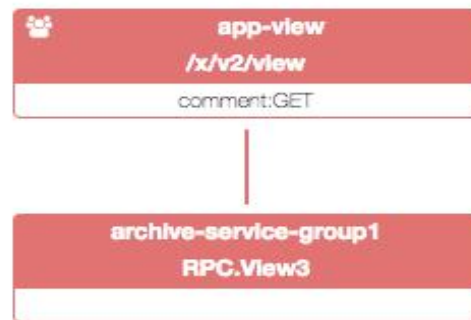 app-view
/x/v2/view
comment:GET
archive-service-group1
RPC.View3